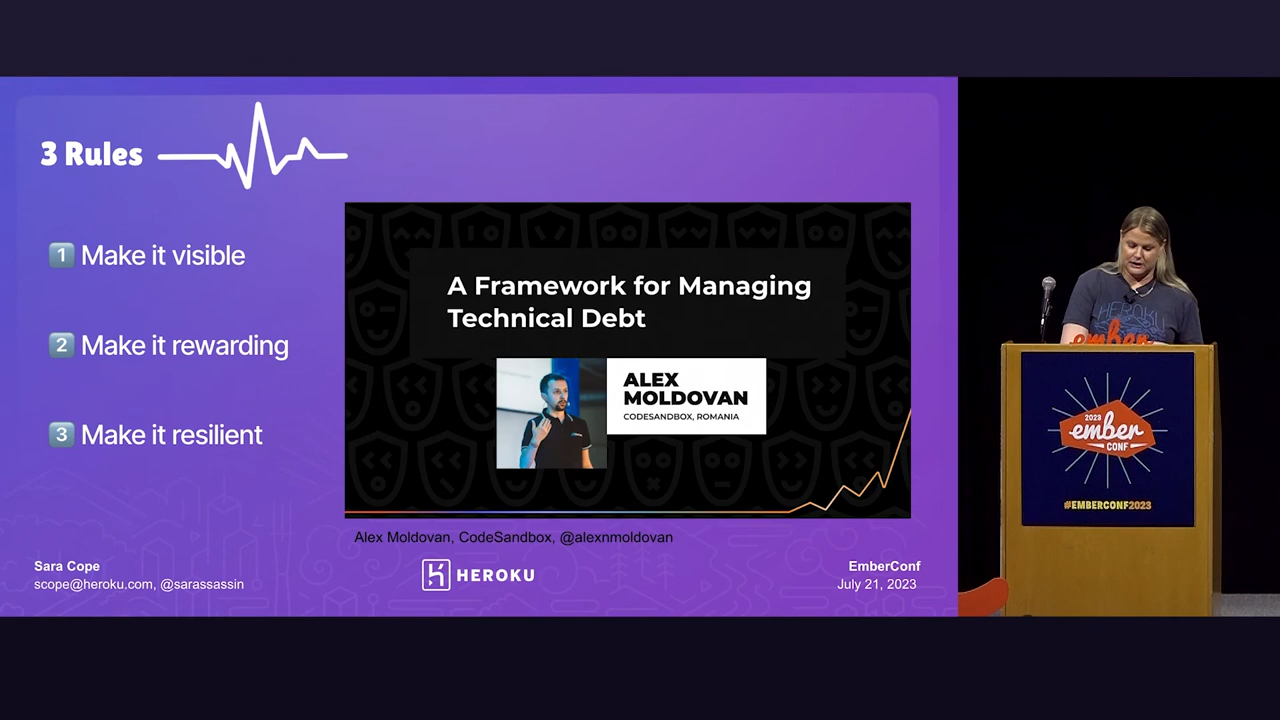 3 Rules
1 Make it visible
2 Make it rewarding
3 Make it resilient
A Framework for Managing
Technical Debt
ALEX
MOLDOVAN
CODESANDBOX, ROMANIA
Alex Moldovan, CodeSandbox, @alexnmoldovan
Sara Cope
scope@heroku.com, @sarassassin
HEROKU
EmberConf
July 21, 2023
HEROKU
ember
2023
ember
CONF
#EMBERCONF2023